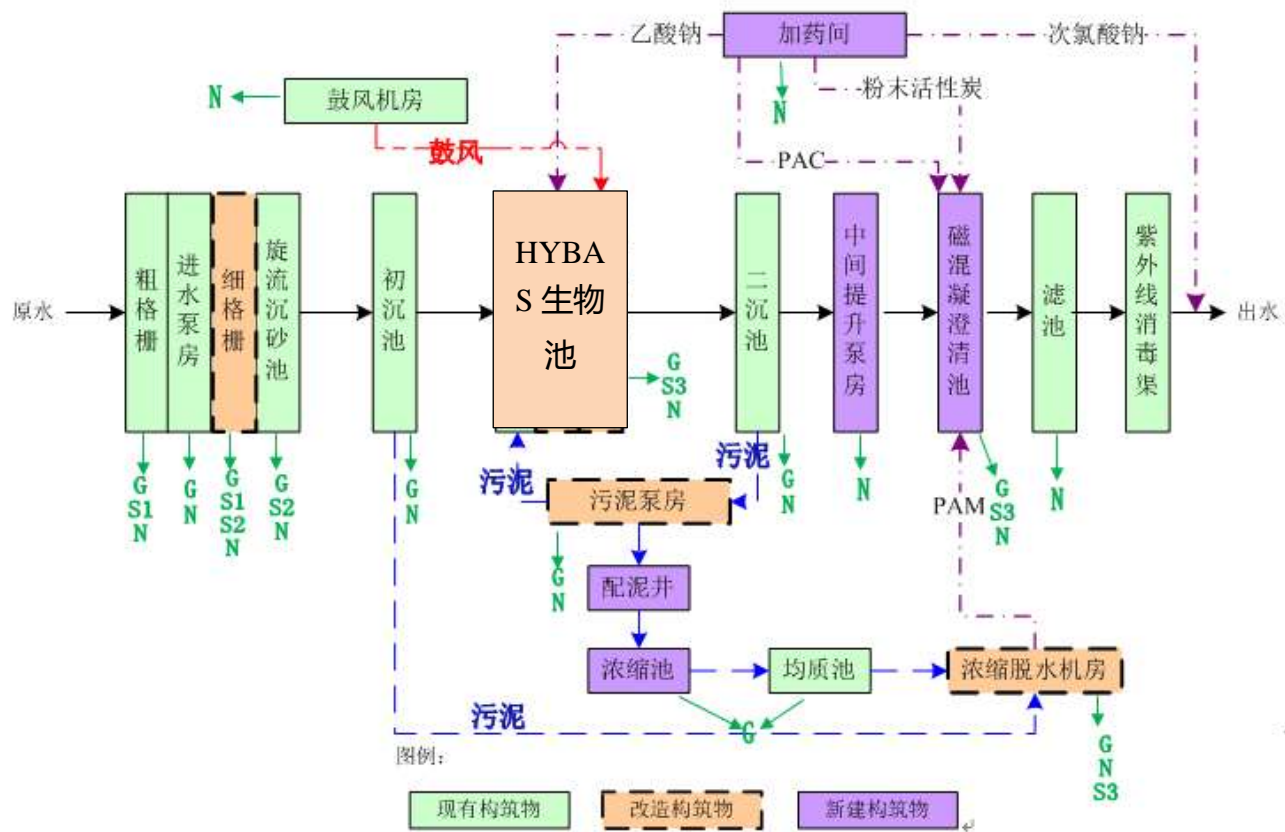 乙酸钠
加药间
次氯酸钠
N
鼓风机房
N
粉末活性炭
鼓风
PAC
原水
粗格栅
进水泵房
细格栅
旋流沉砂池
初沉池
HYBA
S 生物
池
二沉池
中间提升泵房
磁混凝澄清池
滤池
紫外线消毒渠
出水
G
S3
N
G
S1
N
G
N
G
S1
S2
N
G
S2
N
G
N
污泥
污泥
污泥泵房
G
N
N
PAM
G
S3
N
N
G
N
配泥井
浓缩池
均质池
浓缩脱水机房
污泥
G
G
N
S3
图例：
现有构筑物
改造构筑物
新建构筑物